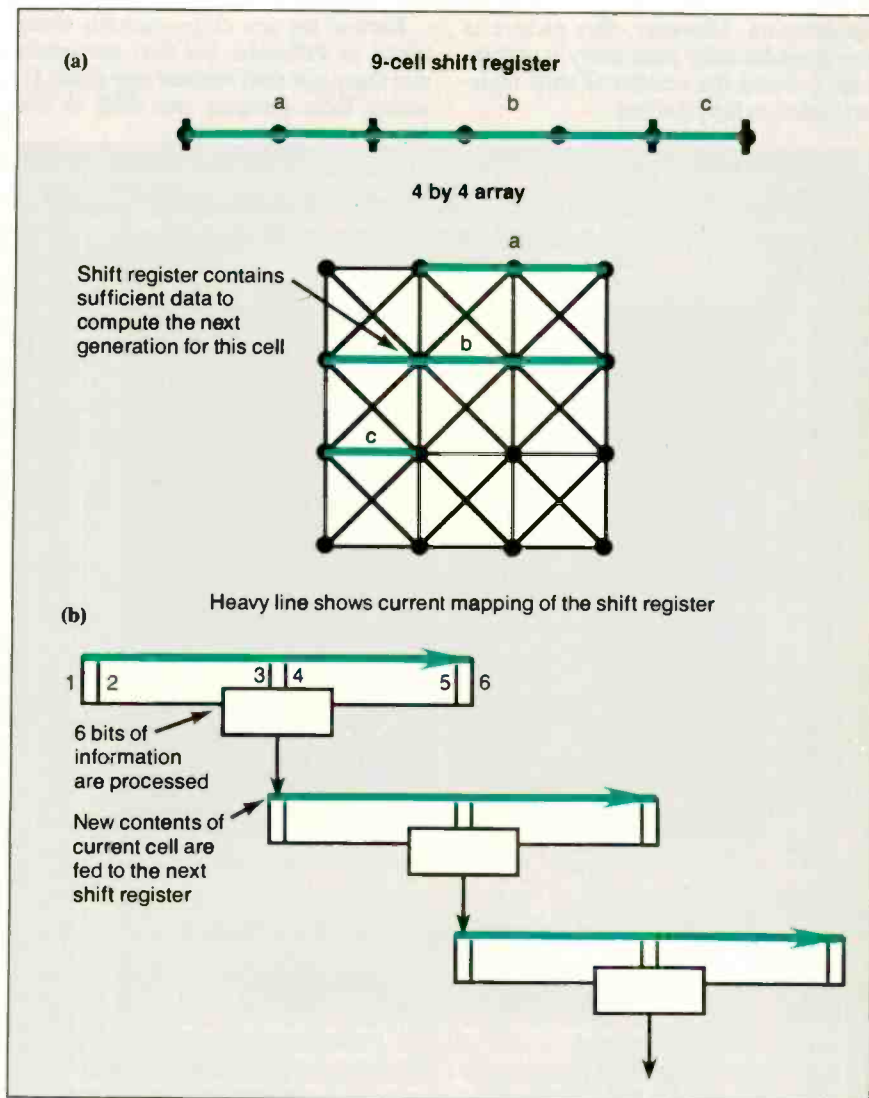 (a)
9-cell shift register
a b c
4 by 4 array
a
Shift register contains
sufficient data to
compute the next
generation for this cell
b
c
Heavy line shows current mapping of the shift register
(b)
1 2 3 4 5 6
6 bits of
information
are processed
New contents of
current cell are
fed to the next
shift register